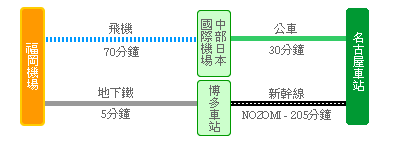 飛機
70分鐘
中部日本
國際機場
公車
30分鐘
福岡機場
名古屋車站
地下鐵
5分鐘
博多車站
新幹線
NOZOMI - 205分鐘